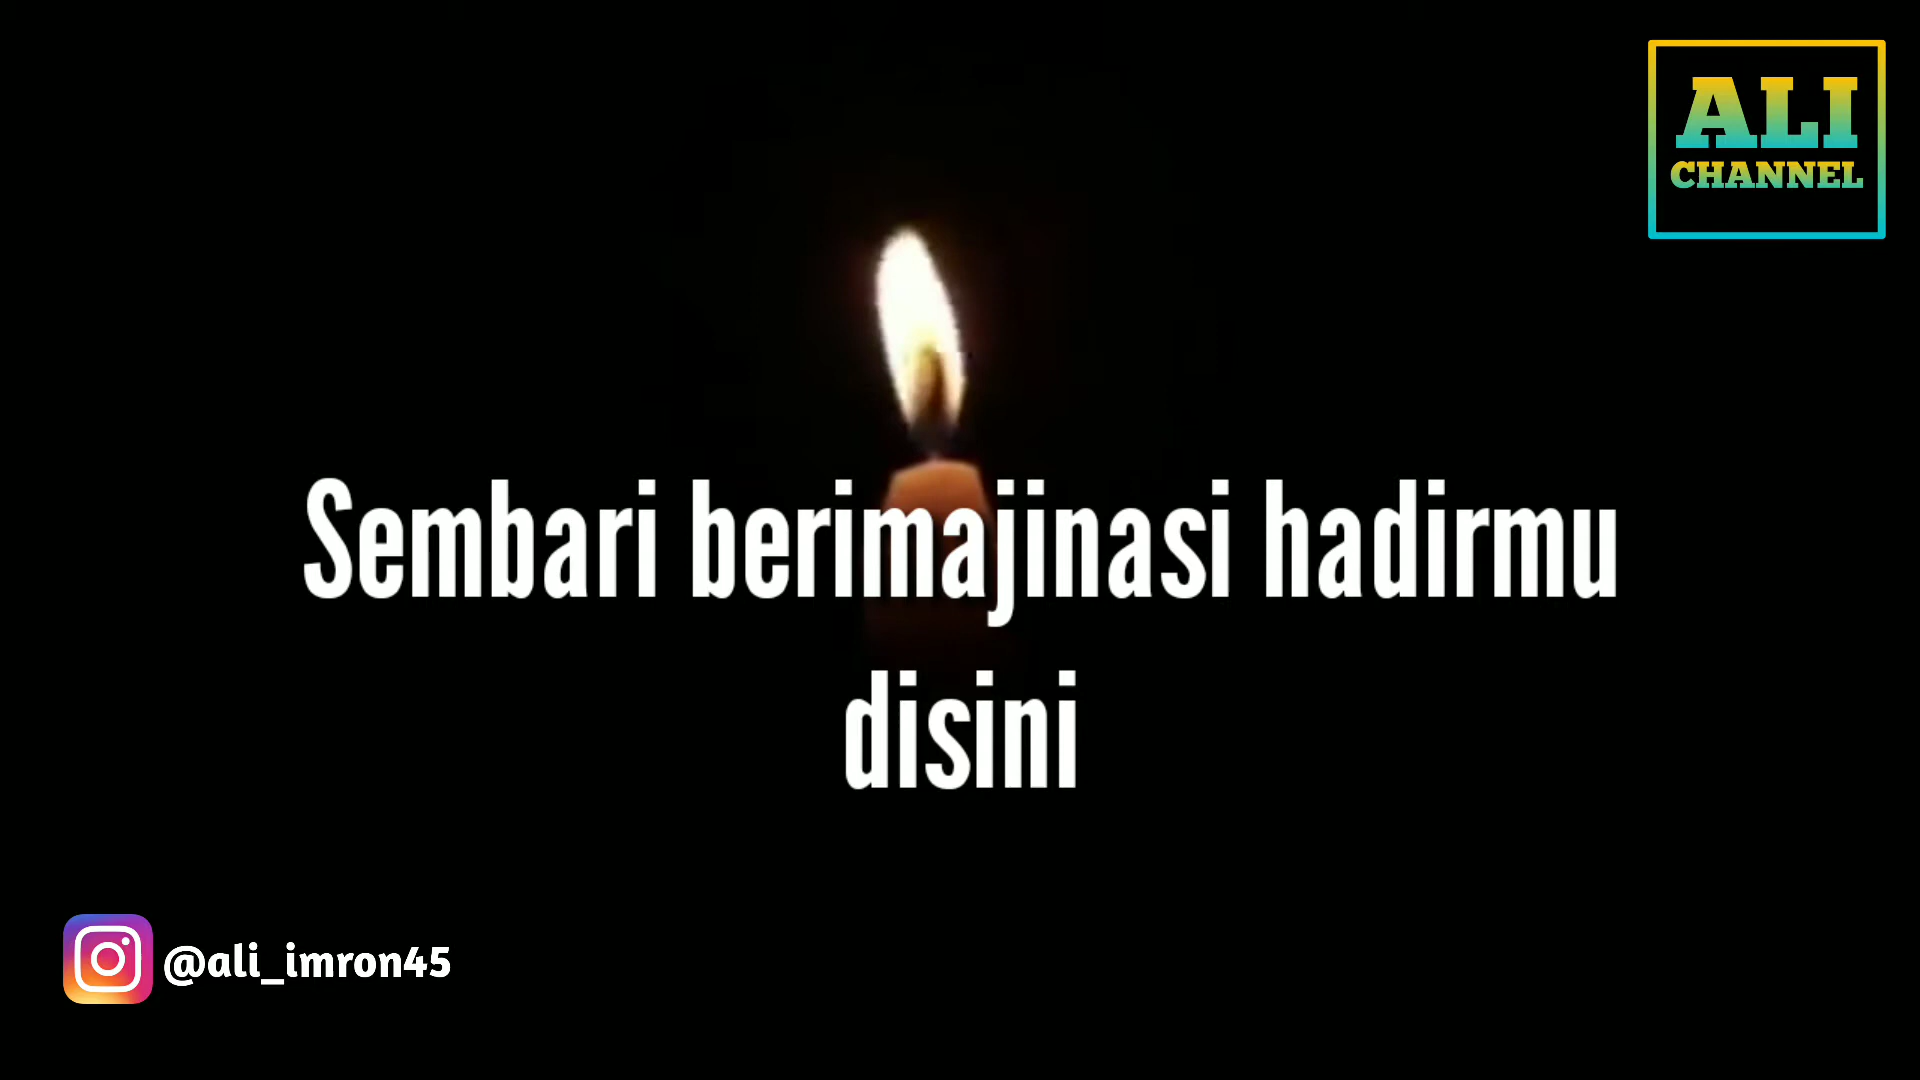 ALI
CHANNEL
Sembari berimajinasi hadirmu
disini
@ali_imron45